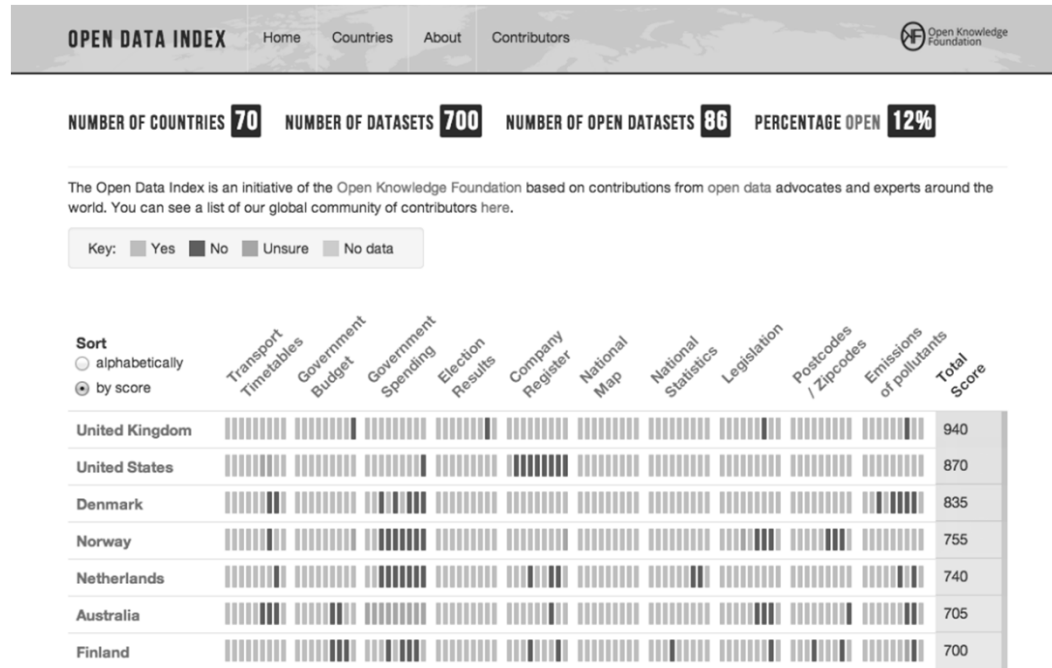 OPEN DATA INDEX Home Countries About Contributors Open Knowledge
Foundation
NUMBER OF COUNTRIES 70 NUMBER OF DATASETS 700 NUMBER OF OPEN DATASETS 86 PERCENTAGE OPEN 12%
The Open Data Index is an initiative of the Open Knowledge Foundation based on contributions from open data advocates and experts around the
world. You can see a list of our global community of contributors here.
Key: Yes No Unsure No data
Sort
alphabetically
by score
Transport
Timetables
Government
Budget
Government
Spending
Election
Results
Company
Register
National
Map
National
Statistics
Legislation
Postcodes
/ Zipcodes
Emissions
of pollutants
Total
Score
United Kingdom 940
United States 870
Denmark 835
Norway 755
Netherlands 740
Australia 705
Finland 700